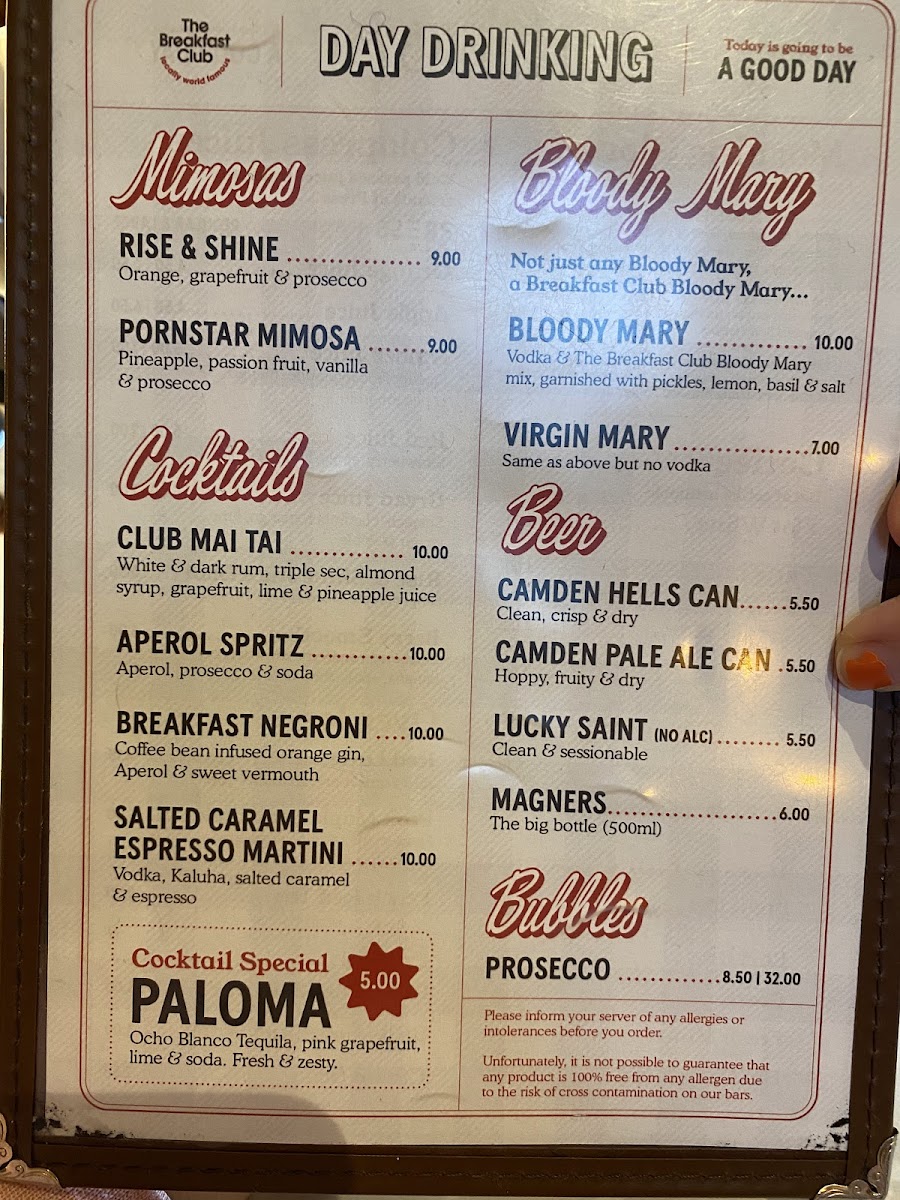 The
Breakfast
Club
locally world famous
DAY DRINKING
Today is going to be
A GOOD DAY
Mimosas
RISE & SHINE ................ 9.00
Orange, grapefruit & prosecco
PORNSTAR MIMOSA .......9.00
Pineapple, passion fruit, vanilla
& prosecco
Cocktails
CLUB MAI TAI ............. 10.00
White & dark rum, triple sec, almond
syrup, grapefruit, lime & pineapple juice
APEROL SPRITZ ...........10.00
Aperol, prosecco & soda
BREAKFAST NEGRONI ....10.00
Coffee bean infused orange gin,
Aperol & sweet vermouth
SALTED CARAMEL
ESPRESSO MARTINI ......10.00
Vodka, Kaluha, salted caramel
& espresso
Cocktail Special
5.00
PALOMA
Ocho Blanco Tequila, pink grapefruit,
lime & soda. Fresh & zesty.
Bloody Mary
Not just any Bloody Mary,
a Breakfast Club Bloody Mary...
BLOODY MARY ............. 10.00
Vodka & The Breakfast Club Bloody Mary
mix, garnished with pickles, lemon, basil & salt
VIRGIN MARY ................7.00
Same as above but no vodka
Beer
CAMDEN HELLS CAN......5.50
Clean, crisp & dry
CAMDEN PALE ALE CAN .5.50
Hoppy, fruity & dry
LUCKY SAINT (NO ALC) ........ 5.50
Clean & sessionable
MAGNERS.....................6.00
The big bottle (500ml)
Bubbles
PROSECCO .............8.50 | 32.00
Please inform your server of any allergies or
intolerances before you order.
Unfortunately, it is not possible to guarantee that
any product is 100% free from any allergen due
to the risk of cross contamination on our bars.